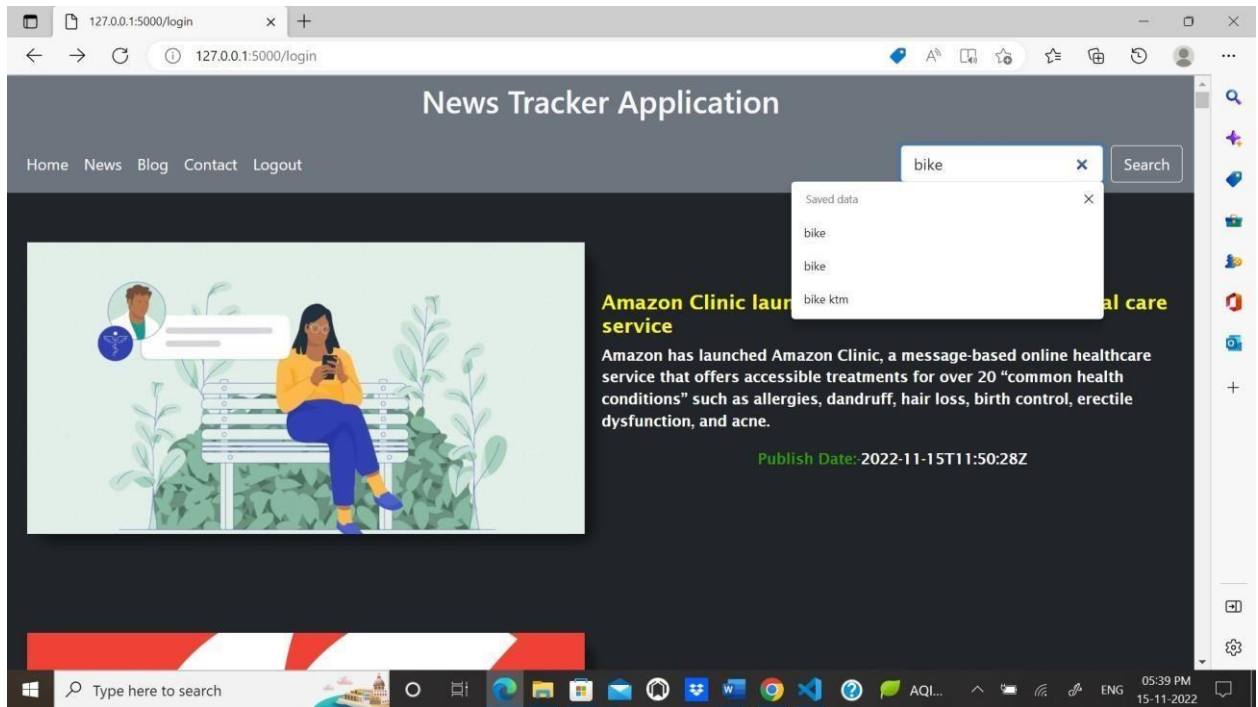 127.0.0.1:5000/login
127.0.0.1:5000/login
News Tracker Application
Home News Blog Contact Logout
bike
Search
Saved data
bike
bike
bike ktm
Amazon Clinic laun al care
service
Amazon has launched Amazon Clinic, a message-based online healthcare
service that offers accessible treatments for over 20 “common health
conditions” such as allergies, dandruff, hair loss, birth control, erectile
dysfunction, and acne.
Publish Date:-2022-11-15T11:50:28Z
Type here to search
AQI...
ENG
05:39 PM
15-11-2022